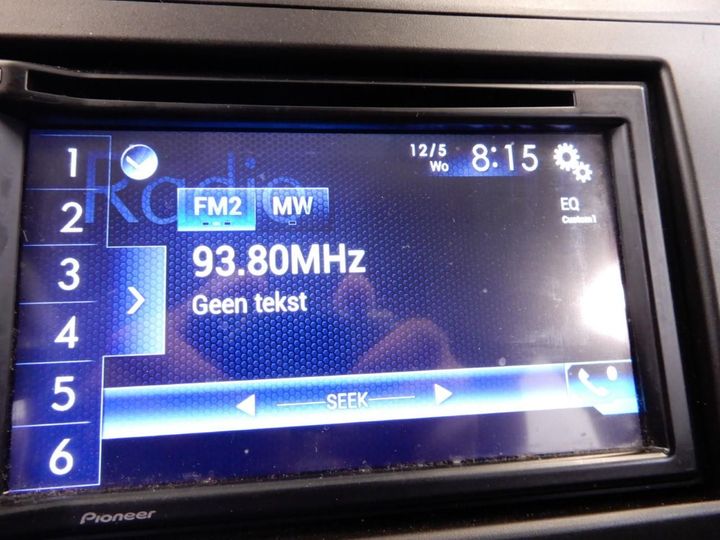 12/5
Wo
8:15
Radio
FM2 MW
EQ
Custom1
93.80MHz
Geen tekst
SEEK
1
2
3
4
5
6
Pioneer